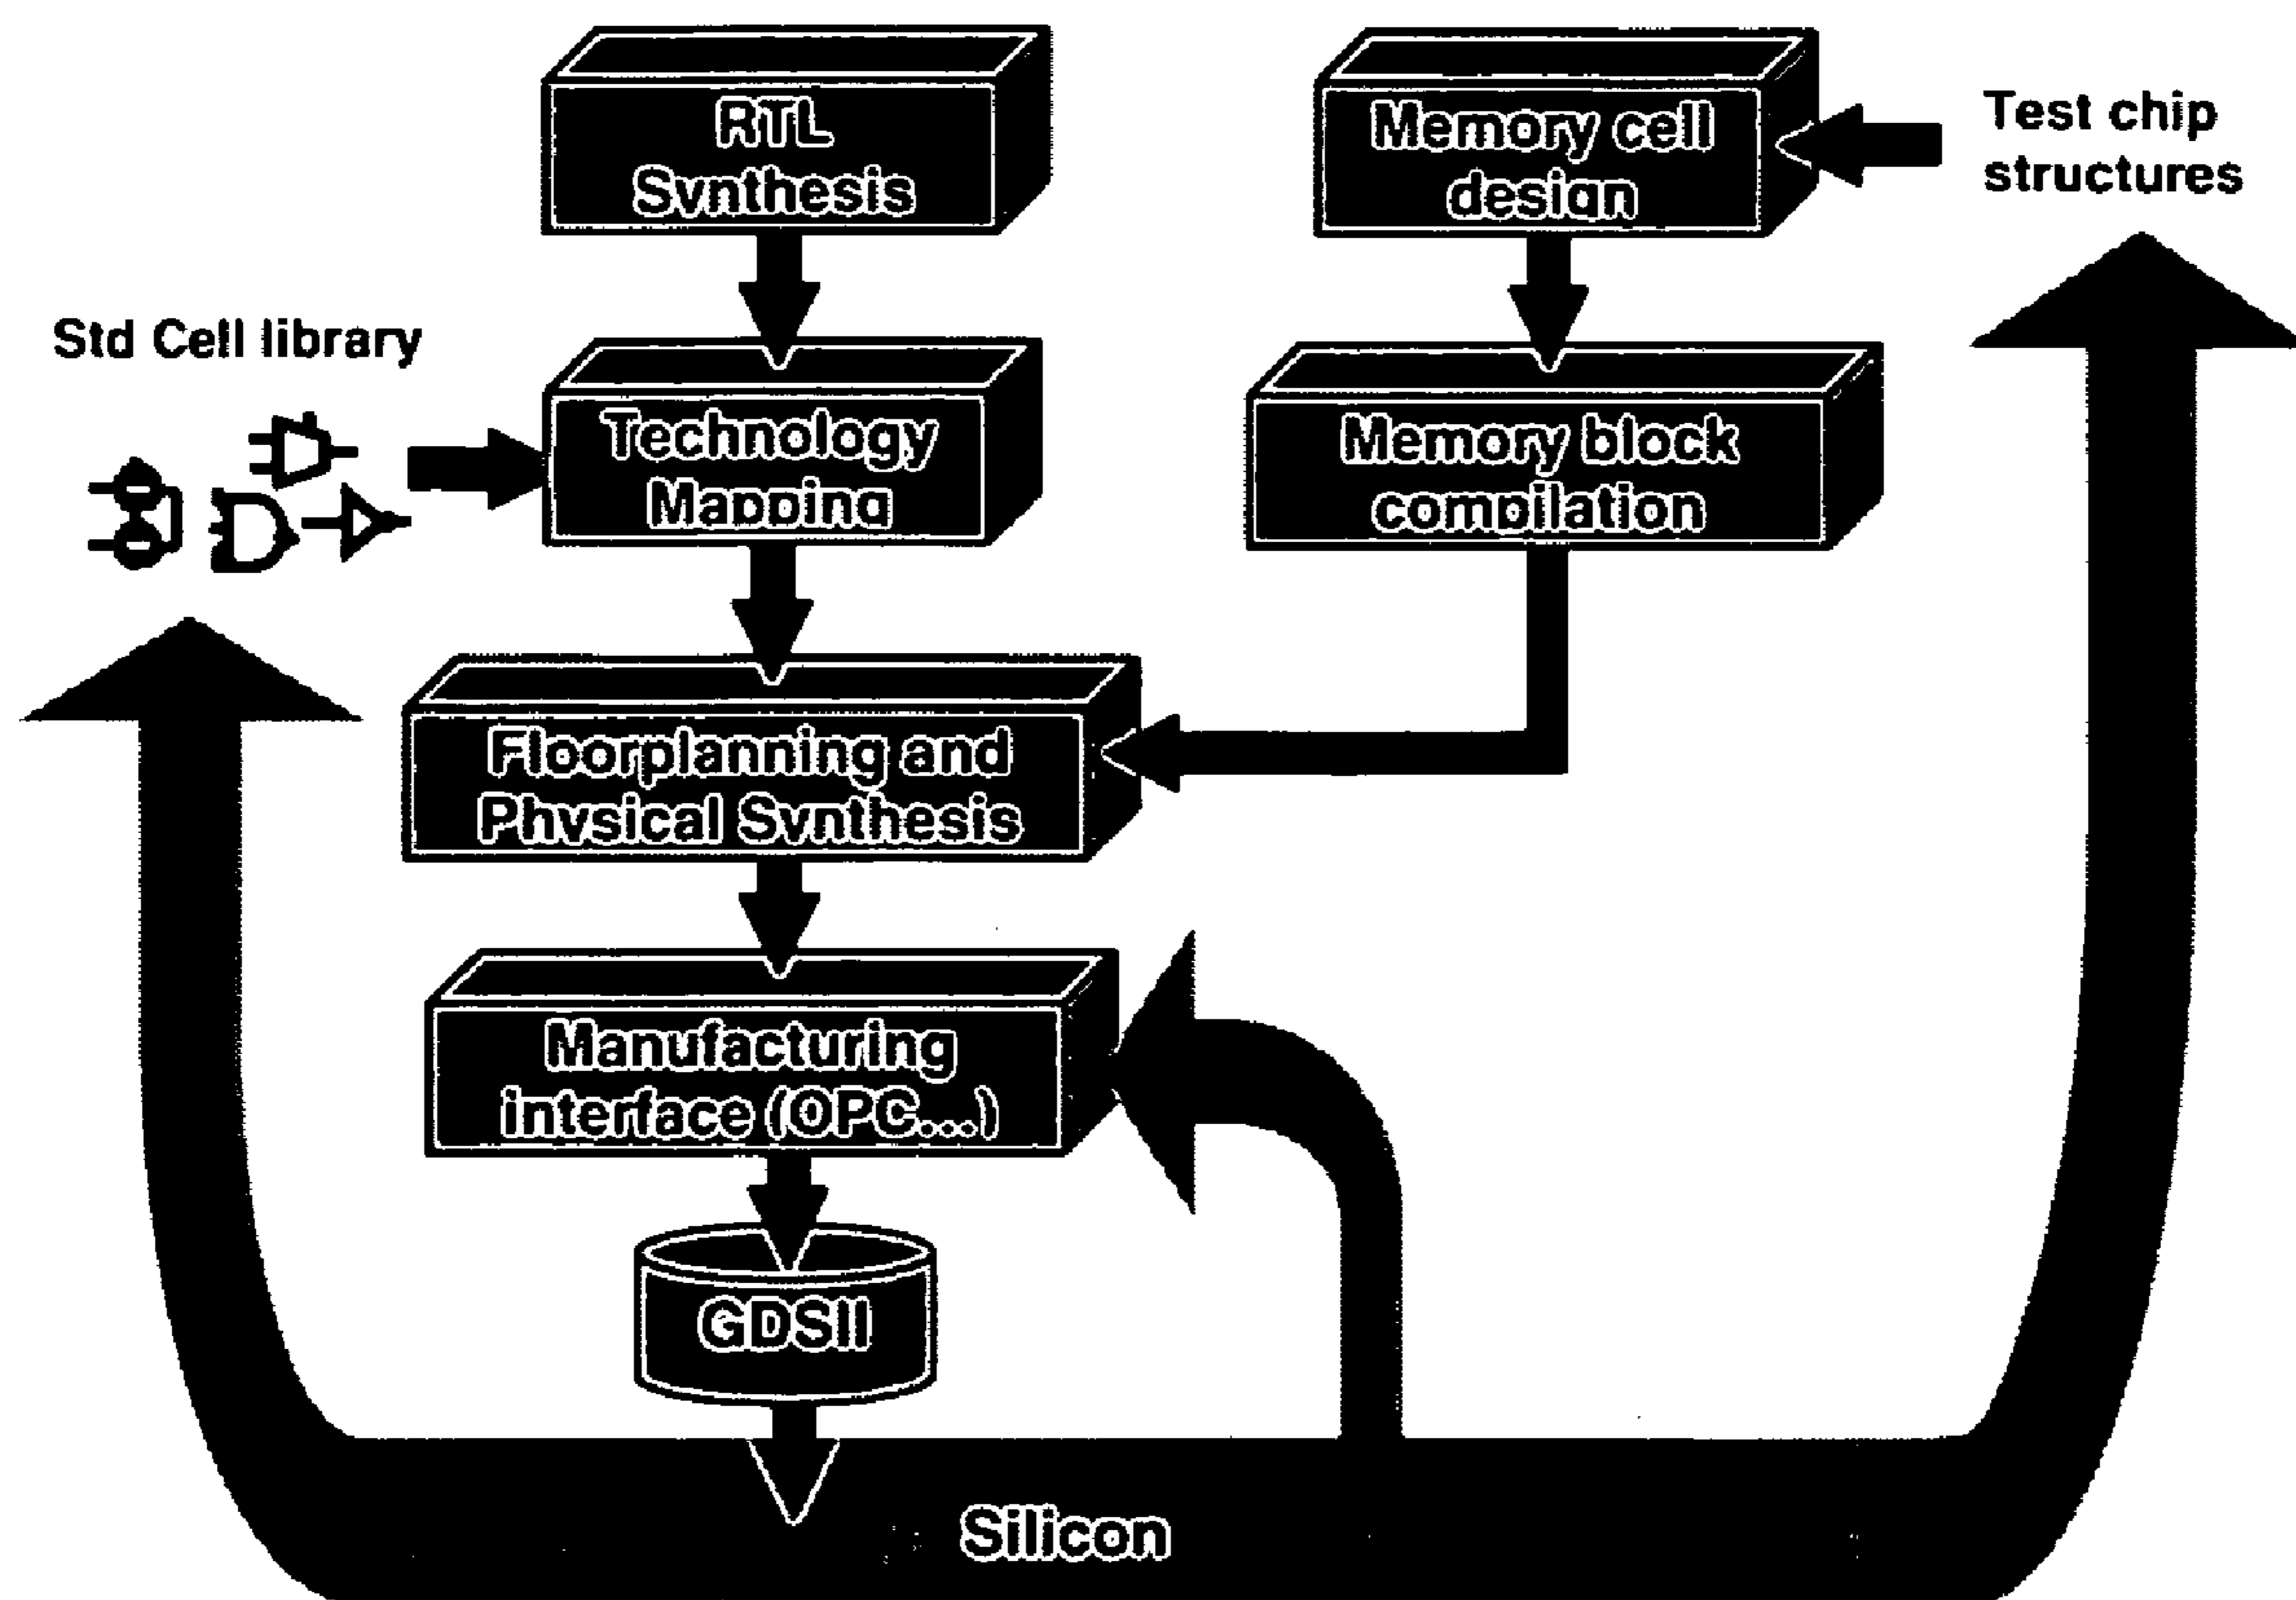 RTL
Synthesis
Memory cell
design
Test chip
structures
Std Cell library
Technology
Mapping
Memory block
compilation
Floorplanning and
Physical Synthesis
Manufacturing
interface (OPC...)
GDSII
Silicon